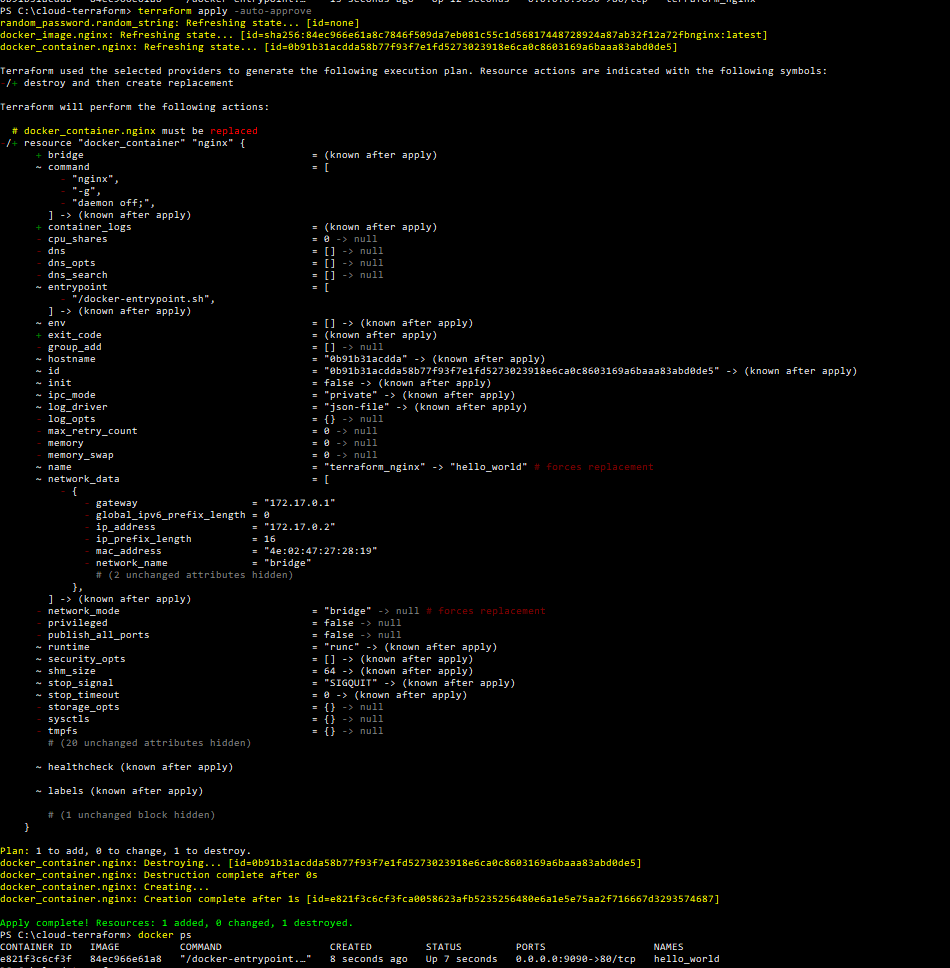 PS C:\cloud-terraform> terraform apply -auto-approve
random_password.random_string: Refreshing state... [id=none]
docker_image.nginx: Refreshing state... [id=sha256:84ec966e61a8c7846f509da7eb081c55c1d56817448728924a87ab32f12a72fbnginx:latest]
docker_container.nginx: Refreshing state... [id=0b91b31acdda58b77f93f7e1fd5273023918e6ca0c8603169a6baaa83abd0de5]
Terraform used the selected providers to generate the following execution plan. Resource actions are indicated with the following symbols:
-/+ destroy and then create replacement
Terraform will perform the following actions:
# docker_container.nginx must be replaced
-/+ resource "docker_container" "nginx" {
+ bridge = (known after apply)
~ command = [
- "nginx",
- "-g",
- "daemon off;",
] -> (known after apply)
+ container_logs = (known after apply)
- cpu_shares = 0 -> null
- dns = [] -> null
- dns_opts = [] -> null
- dns_search = [] -> null
~ entrypoint = [
- "/docker-entrypoint.sh",
] -> (known after apply)
~ env = [] -> (known after apply)
+ exit_code = (known after apply)
- group_add = [] -> null
~ hostname = "0b91b31acdda" -> (known after apply)
~ id = "0b91b31acdda58b77f93f7e1fd5273023918e6ca0c8603169a6baaa83abd0de5" -> (known after apply)
~ init = false -> (known after apply)
~ ipc_mode = "private" -> (known after apply)
~ log_driver = "json-file" -> (known after apply)
- log_opts = {} -> null
- max_retry_count = 0 -> null
- memory = 0 -> null
- memory_swap = 0 -> null
~ name = "terraform_nginx" -> "hello_world" # forces replacement
~ network_data = [
- {
- gateway = "172.17.0.1"
- global_ipv6_prefix_length = 0
- ip_address = "172.17.0.2"
- ip_prefix_length = 16
- mac_address = "4e:02:47:27:28:19"
- network_name = "bridge"
# (2 unchanged attributes hidden)
},
] -> (known after apply)
- network_mode = "bridge" -> null # forces replacement
- privileged = false -> null
- publish_all_ports = false -> null
~ runtime = "runc" -> (known after apply)
~ security_opts = [] -> (known after apply)
~ shm_size = 64 -> (known after apply)
~ stop_signal = "SIGQUIT" -> (known after apply)
~ stop_timeout = 0 -> (known after apply)
- storage_opts = {} -> null
- sysctls = {} -> null
- tmpfs = {} -> null
# (20 unchanged attributes hidden)
~ healthcheck (known after apply)
~ labels (known after apply)
# (1 unchanged block hidden)
}
Plan: 1 to add, 0 to change, 1 to destroy.
docker_container.nginx: Destroying... [id=0b91b31acdda58b77f93f7e1fd5273023918e6ca0c8603169a6baaa83abd0de5]
docker_container.nginx: Destruction complete after 0s
docker_container.nginx: Creating...
docker_container.nginx: Creation complete after 1s [id=e821f3c6cf3fca0058623afb5235256480e6a1e5e75aa2f716667d3293574687]
Apply complete! Resources: 1 added, 0 changed, 1 destroyed.
PS C:\cloud-terraform> docker ps
CONTAINER ID IMAGE COMMAND CREATED STATUS PORTS NAMES
e821f3c6cf3f 84ec966e61a8 "/docker-entrypoint.…" 8 seconds ago Up 7 seconds 0.0.0.0:9090->80/tcp hello_world